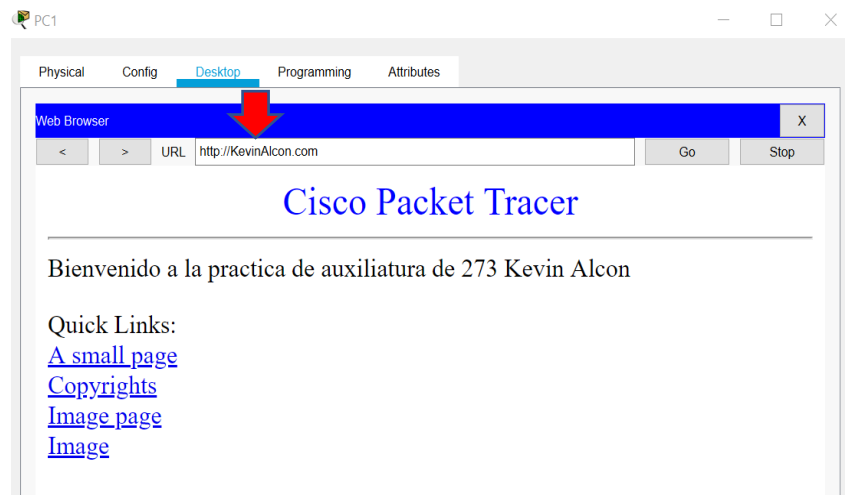 PC1
Physical Config Desktop Programming Attributes
Web Browser X
< > URL http://KevinAlcon.com Go Stop
Cisco Packet Tracer
Bienvenido a la practica de auxiliatura de 273 Kevin Alcon
Quick Links:
A small page
Copyrights
Image page
Image